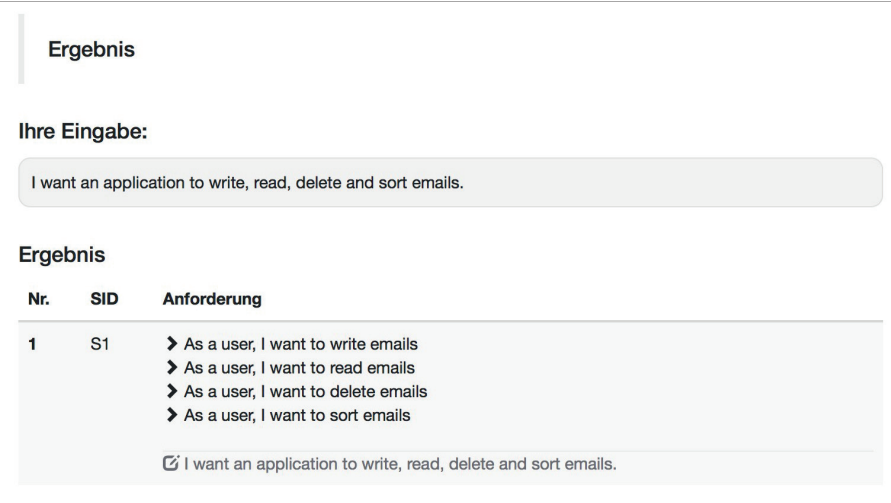 Ergebnis
Ihre Eingabe:
I want an application to write, read, delete and sort emails.
Ergebnis
Nr. SID Anforderung
1 S1 As a user, I want to write emails
As a user, I want to read emails
As a user, I want to delete emails
As a user, I want to sort emails
I want an application to write, read, delete and sort emails.